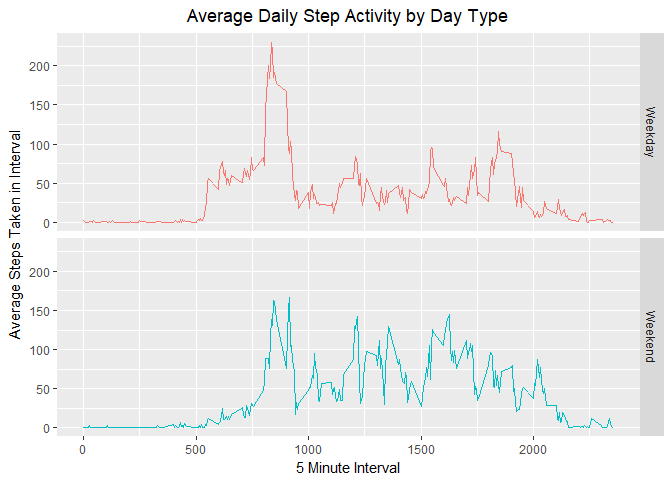 Average Daily Step Activity by Day Type
Average Steps Taken in Interval
200
150
100
50
0
Weekday
200
150
100
50
0
Weekend
0 500 1000 1500 2000
5 Minute Interval